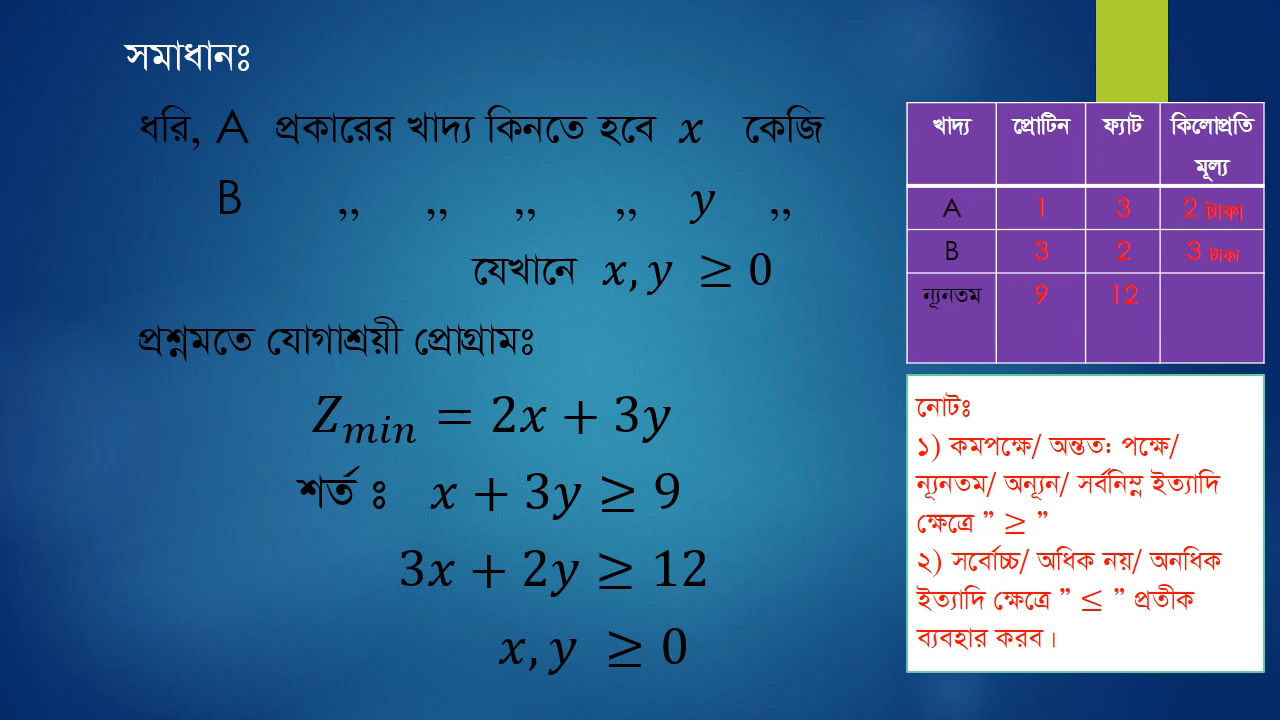 সমাধানঃ
ধরি, A প্রকারের খাদ্য কিনতে হবে x কেজি
B ,, ,, ,, ,, y ,,
যেখানে x, y ≥ 0
প্রশ্নমতে যোগাশ্রয়ী প্রোগ্রামঃ
Zmin = 2x + 3y
শর্ত ঃ x + 3y ≥ 9
3x + 2y ≥ 12
x, y ≥ 0
খাদ্য প্রোটিন ফ্যাট কিলোপ্রতি
মূল্য
A 1 3 2 টাকা
B 3 2 3 টাকা
ন্যূনতম 9 12
নোটঃ
১) কমপক্ষে/ অন্তত: পক্ষে/
ন্যূনতম/ অন্যূন/ সর্বনিম্ন ইত্যাদি
ক্ষেত্রে ” ≥ ”
২) সর্বোচ্চ/ অধিক নয়/ অনধিক
ইত্যাদি ক্ষেত্রে ” ≤ ” প্রতীক
ব্যবহার করব।